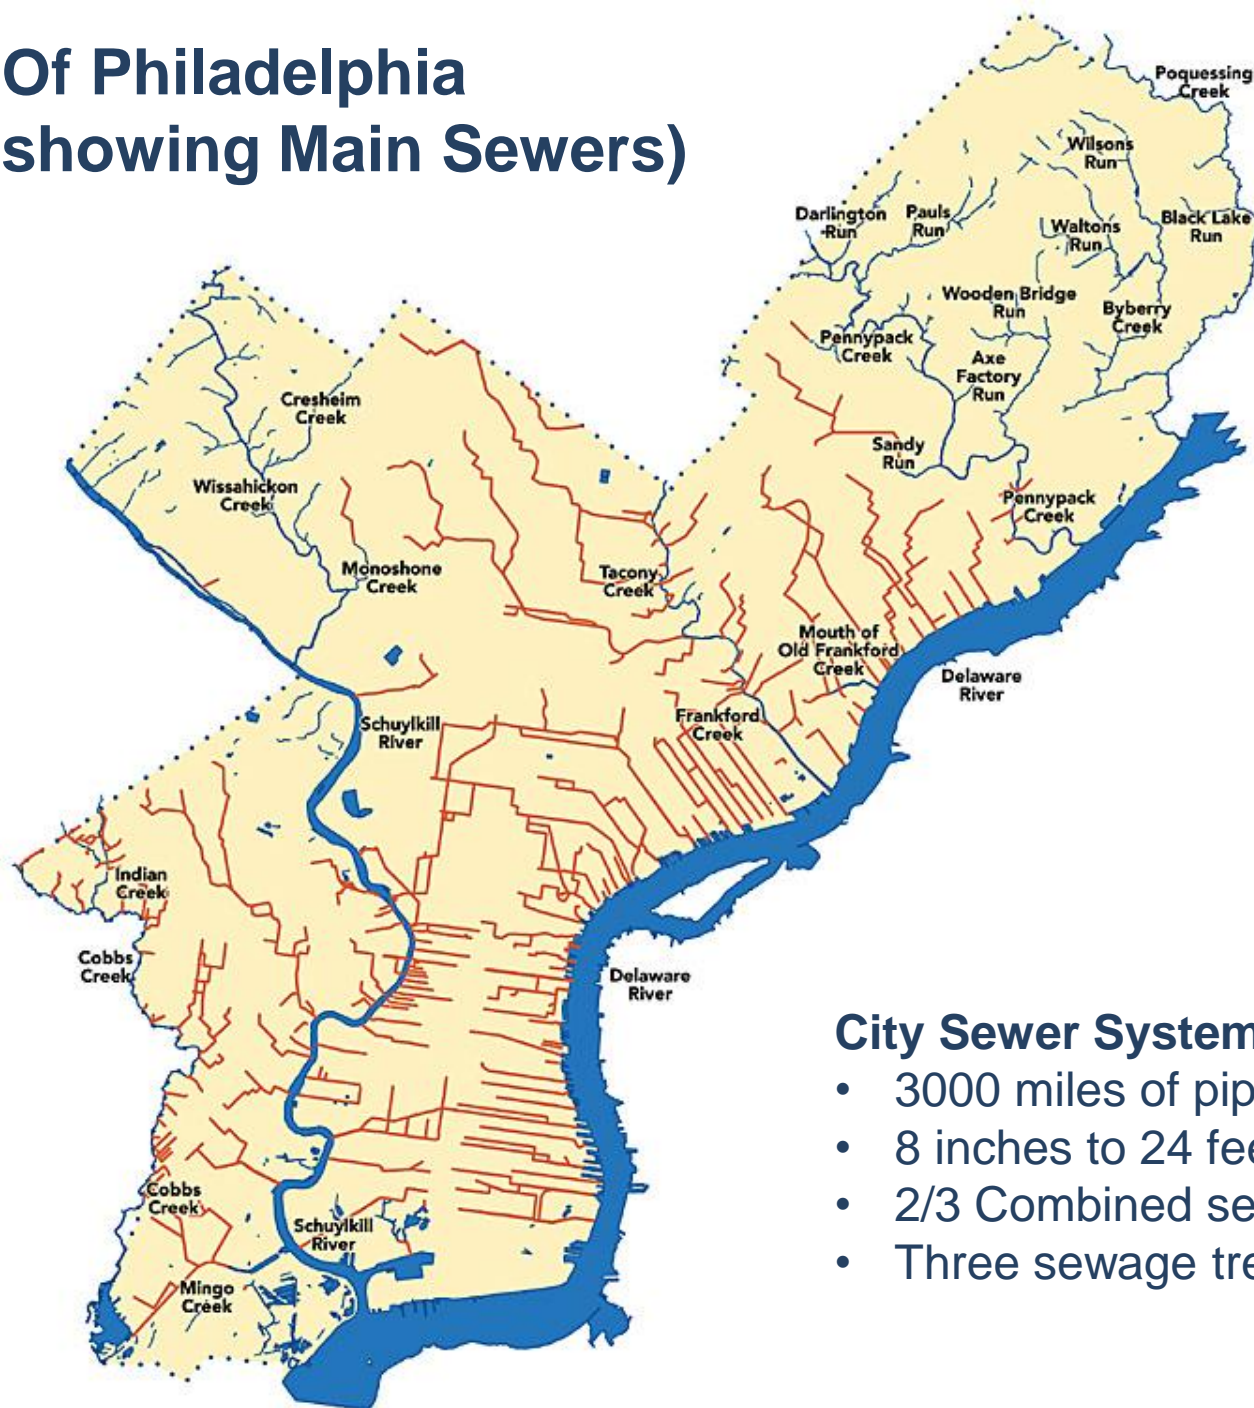 Of Philadelphia
showing Main Sewers)
Poquessing
Creek
Wilsons
Run
Darlington
Run
Pauls
Run
Waltons
Run
Black Lake
Run
Wooden Bridge
Run
Byberry
Creek
Pennypack
Creek
Axe
Factory
Run
Cresheim
Creek
Sandy
Run
Wissahickon
Creek
Pennypack
Creek
Monoshone
Creek
Tacony
Creek
Mouth of
Old Frankford
Creek
Delaware
River
Schuylkill
River
Frankford
Creek
Indian
Creek
Cobbs
Creek
Delaware
River
City Sewer System
• 3000 miles of pip
• 8 inches to 24 fee
• 2/3 Combined se
• Three sewage tre
Cobbs
Creek
Schuylkill
River
Mingo
Creek